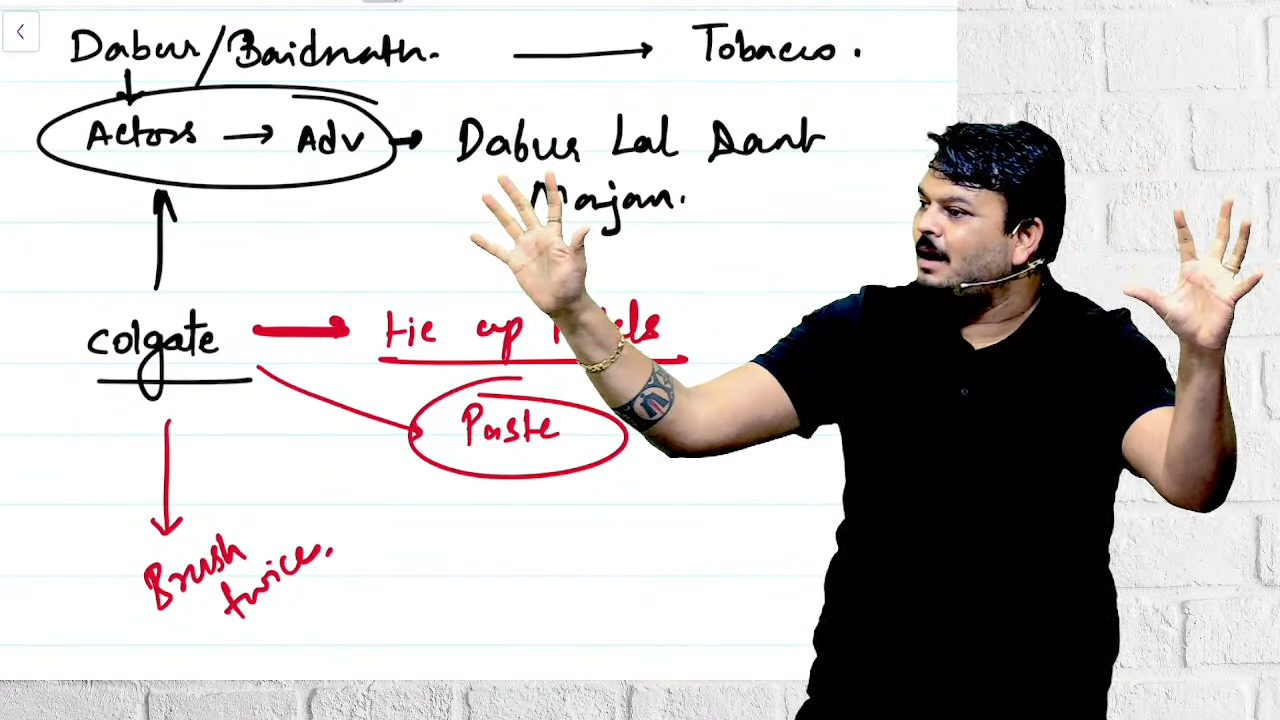 Dabur/Baidnath. → Tobacco.
Actors → Adv → Dabur Lal Dant
Manjan.
colgate → tie up
Paste
Brush
twice.